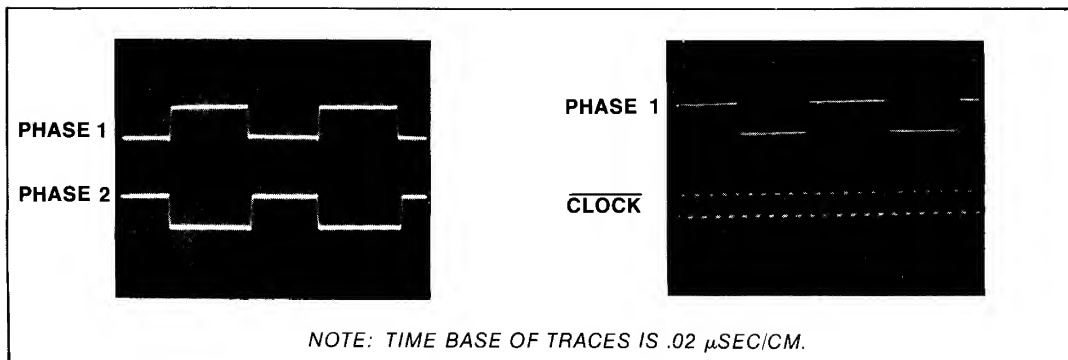 PHASE 1
PHASE 2
PHASE 1
CLOCK
NOTE: TIME BASE OF TRACES IS .02 μSEC/CM.